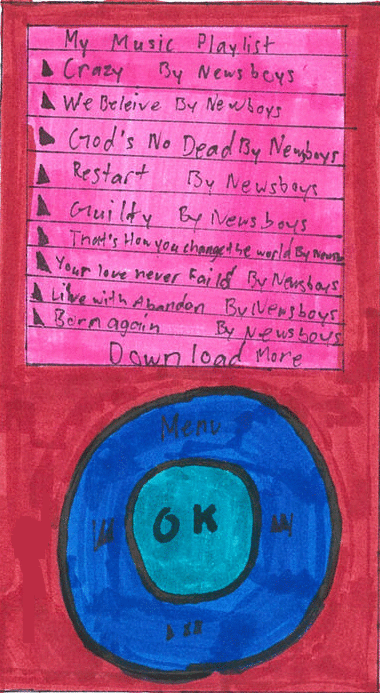 My Music Playlist
Crazy By Newsboys
We Beleive By Newboys
God's No Dead By Newsboys
Restart By Newsboys
Guilty By Newsboys
That's How you change the world By Newsb
Your love never faild By Newsboys
Live with Abandon By Newsboys
Born again By Newsboys
Download More
Menu
OK